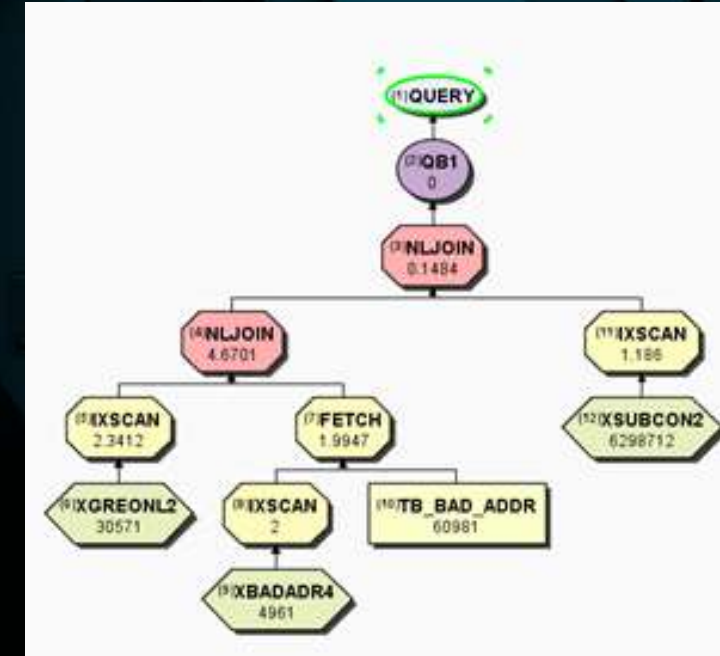 (1)QUERY
(2)QB1
0
(3)NLJOIN
0.1484
(4)NLJOIN
4.6701
(11)IXSCAN
1.186
(5)IXSCAN
2.3412
(7)FETCH
1.9947
(12)XSUBCON2
6298712
(6)XGREONL2
30571
(8)IXSCAN
2
(10)TB_BAD_ADDR
60981
(9)XBADADR4
4961